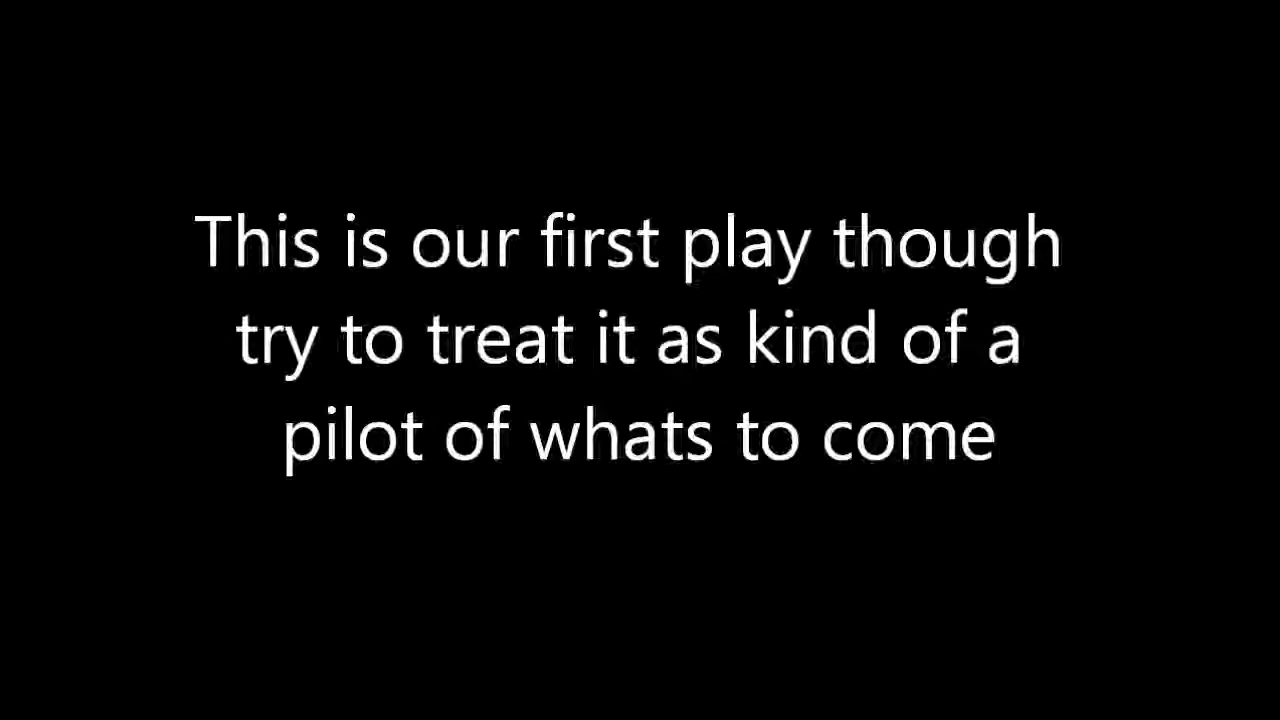 This is our first play though
try to treat it as kind of a
pilot of whats to come